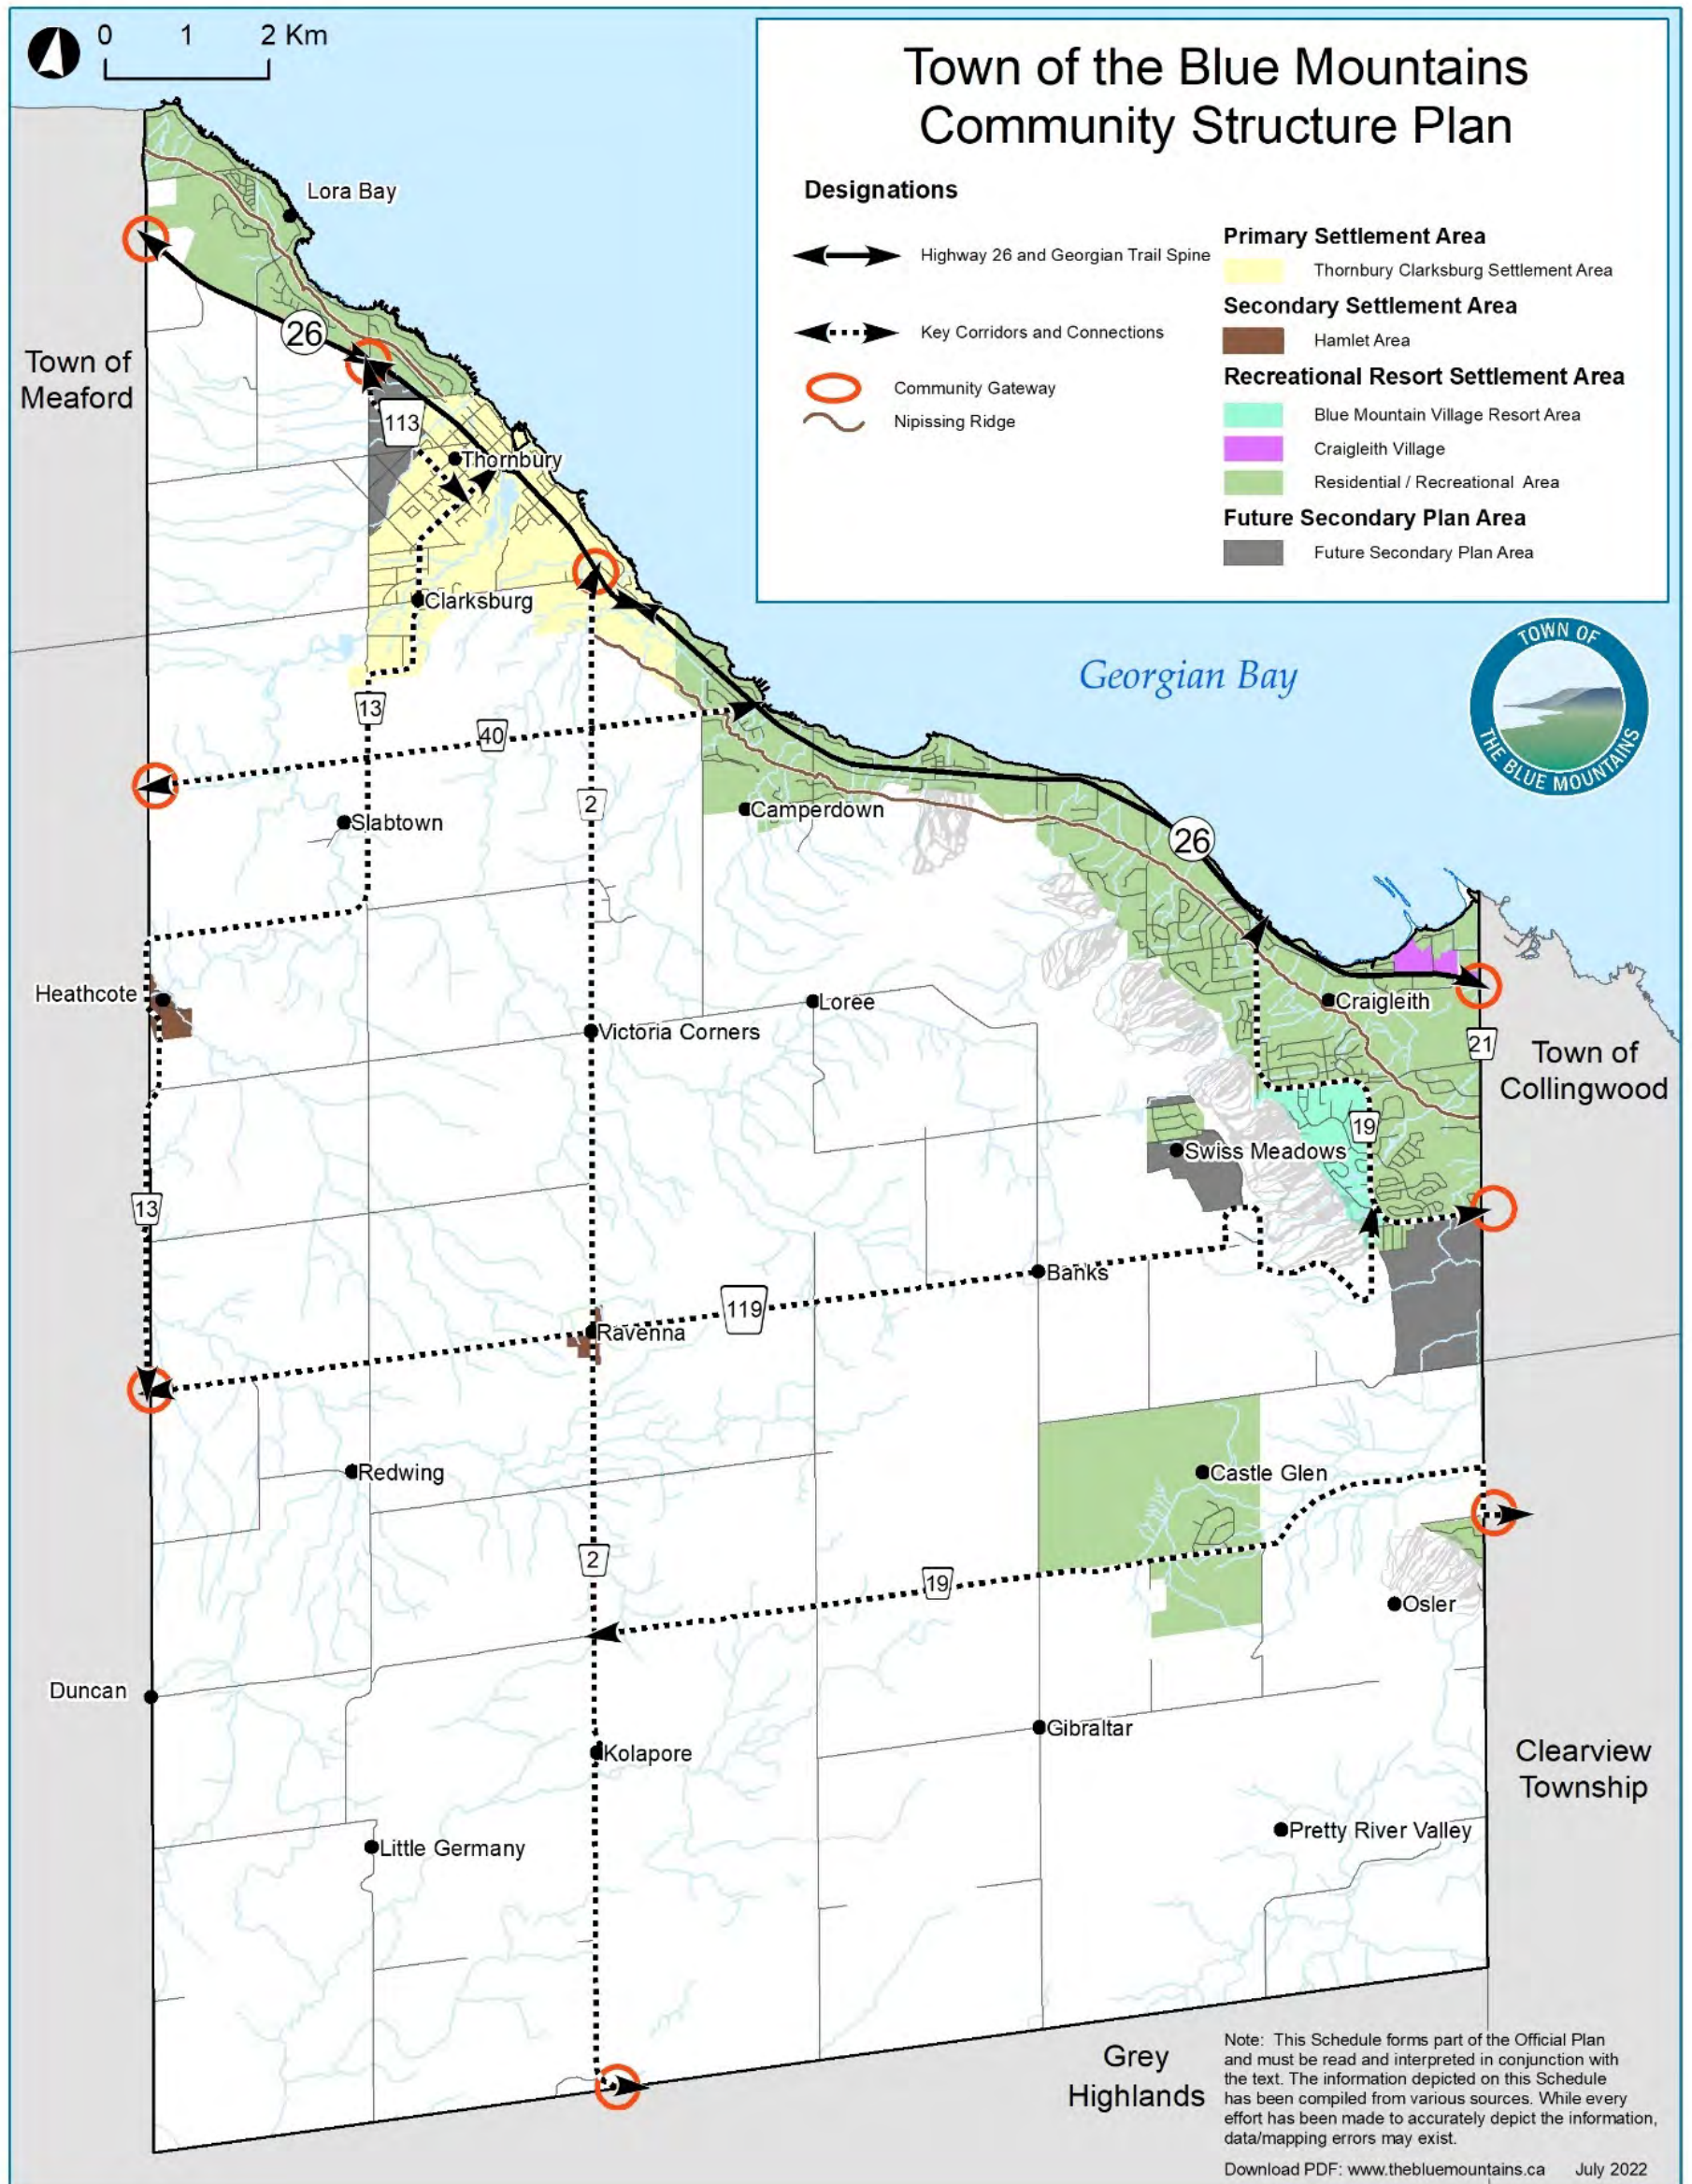 0 1 2 Km
Town of the Blue Mountains
Community Structure Plan
Designations
Highway 26 and Georgian Trail Spine
Key Corridors and Connections
Community Gateway
Nipissing Ridge
Primary Settlement Area
Thornbury Clarksburg Settlement Area
Secondary Settlement Area
Hamlet Area
Recreational Resort Settlement Area
Blue Mountain Village Resort Area
Craigleith Village
Residential / Recreational Area
Future Secondary Plan Area
Future Secondary Plan Area
Lora Bay
26
Town of
Meaford
113
Thornbury
Clarksburg
Georgian Bay
TOWN OF
THE BLUE MOUNTAINS
13
40
2
Slabtown
Camperdown
26
Heathcote
Loree
Craigleith
Victoria Corners
21
Town of
Collingwood
19
Swiss Meadows
13
Banks
119
Ravenna
Redwing
Castle Glen
2
19
Osler
Duncan
Gibraltar
Kolapore
Clearview
Township
Pretty River Valley
Little Germany
Grey
Highlands
Note: This Schedule forms part of the Official Plan
and must be read and interpreted in conjunction with
the text. The information depicted on this Schedule
has been compiled from various sources. While every
effort has been made to accurately depict the information,
data/mapping errors may exist.
Download PDF: www.thebluemountains.ca July 2022